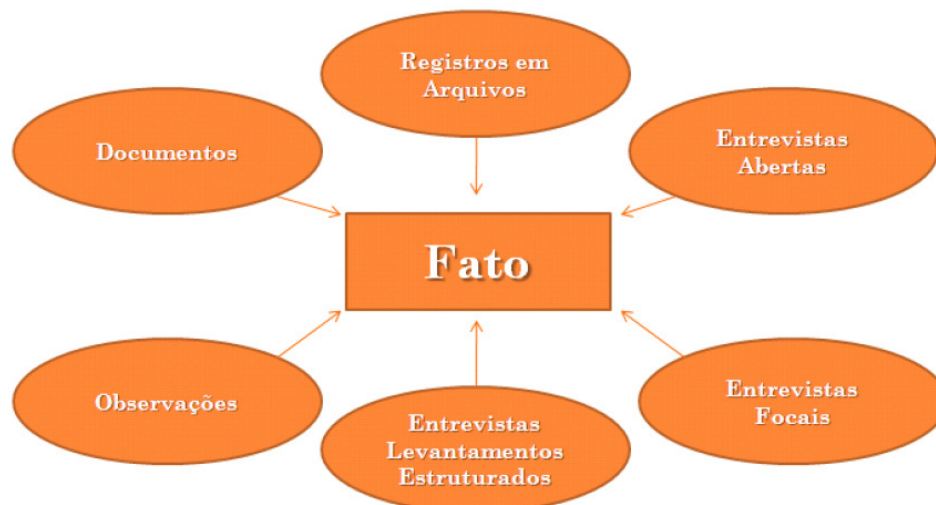 Registros em
Arquivos
Documentos
Entrevistas
Abertas
Fato
Observações
Entrevistas
Levantamentos
Estruturados
Entrevistas
Focais